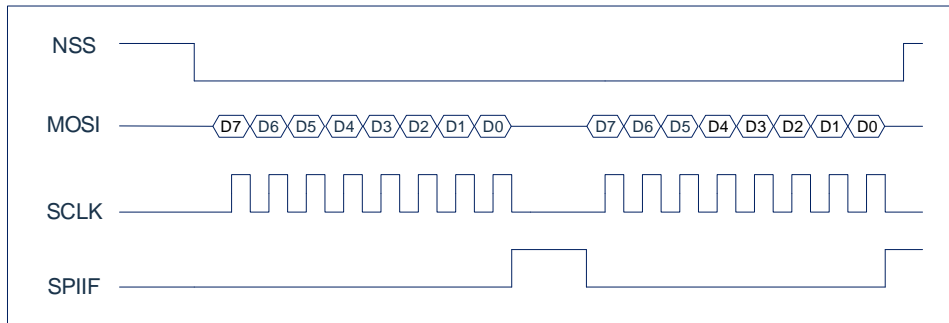 NSS
MOSI D7 D6 D5 D4 D3 D2 D1 D0 D7 D6 D5 D4 D3 D2 D1 D0
SCLK
SPIIF